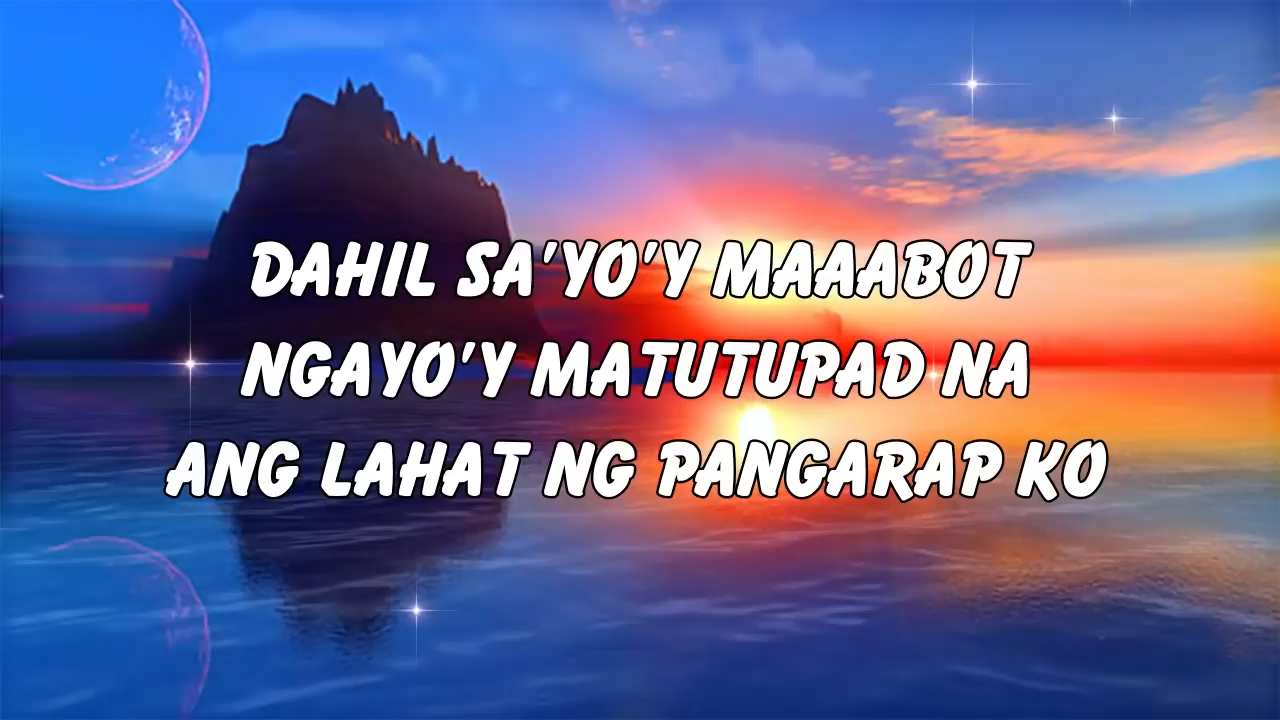 DAHIL SA'YO'Y MAAABOT
NGAYO'Y MATUTUPAD NA
ANG LAHAT NG PANGARAP KO